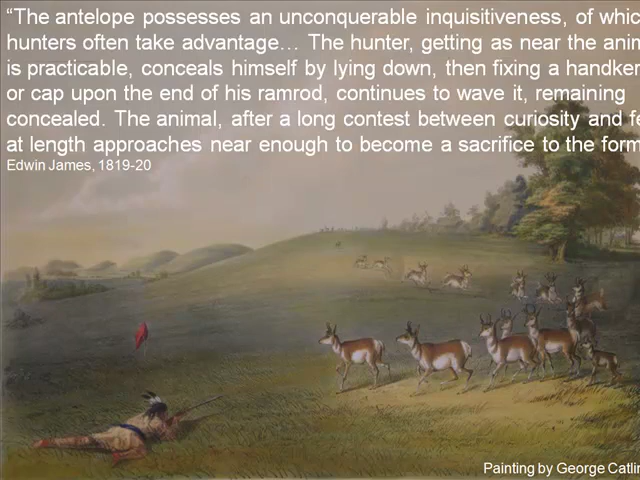 “The antelope possesses an unconquerable inquisitiveness, of whic
hunters often take advantage… The hunter, getting as near the anim
is practicable, conceals himself by lying down, then fixing a handker
or cap upon the end of his ramrod, continues to wave it, remaining
concealed. The animal, after a long contest between curiosity and fe
at length approaches near enough to become a sacrifice to the form
Edwin James, 1819-20
Painting by George Catlin